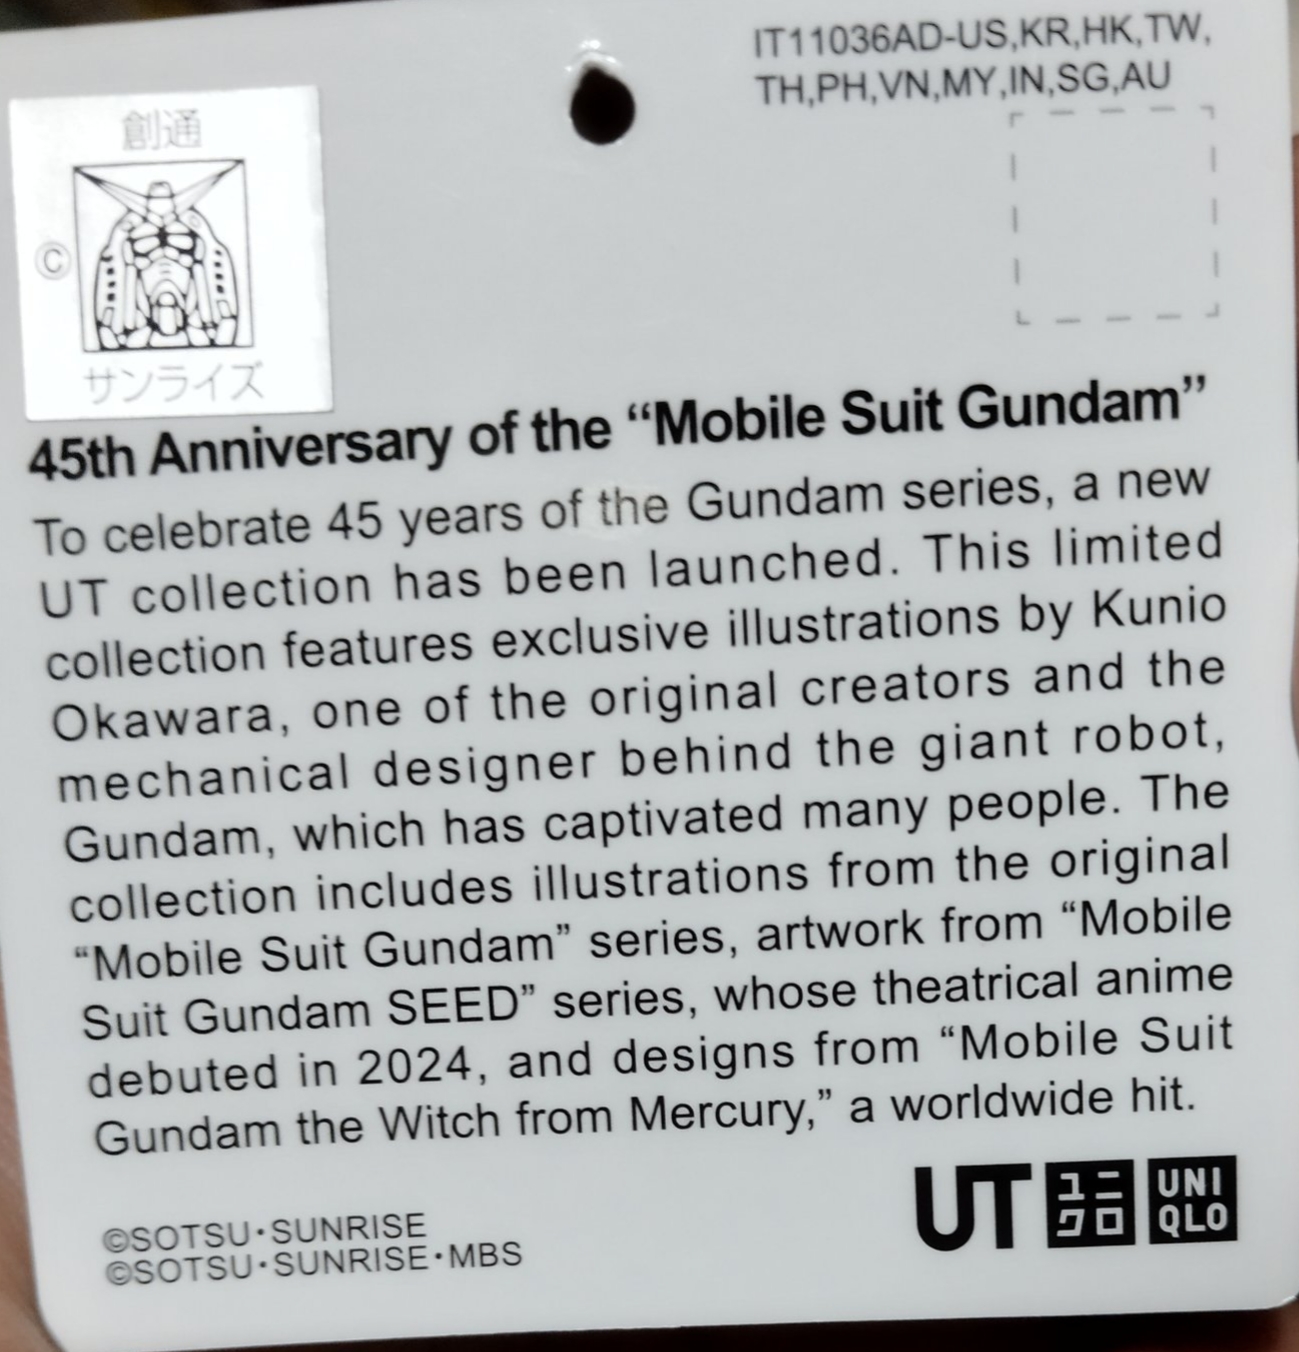 IT11036AD-US,KR,HK,TW,
TH,PH,VN,MY,IN,SG,AU
創通
©
サンライズ
45th Anniversary of the “Mobile Suit Gundam”
To celebrate 45 years of the Gundam series, a new
UT collection has been launched. This limited
collection features exclusive illustrations by Kunio
Okawara, one of the original creators and the
mechanical designer behind the giant robot,
Gundam, which has captivated many people. The
collection includes illustrations from the original
“Mobile Suit Gundam” series, artwork from “Mobile
Suit Gundam SEED” series, whose theatrical anime
debuted in 2024, and designs from “Mobile Suit
Gundam the Witch from Mercury,” a worldwide hit.
©SOTSU・SUNRISE
©SOTSU・SUNRISE・MBS
UT
ユニ
クロ
UNI
QLO